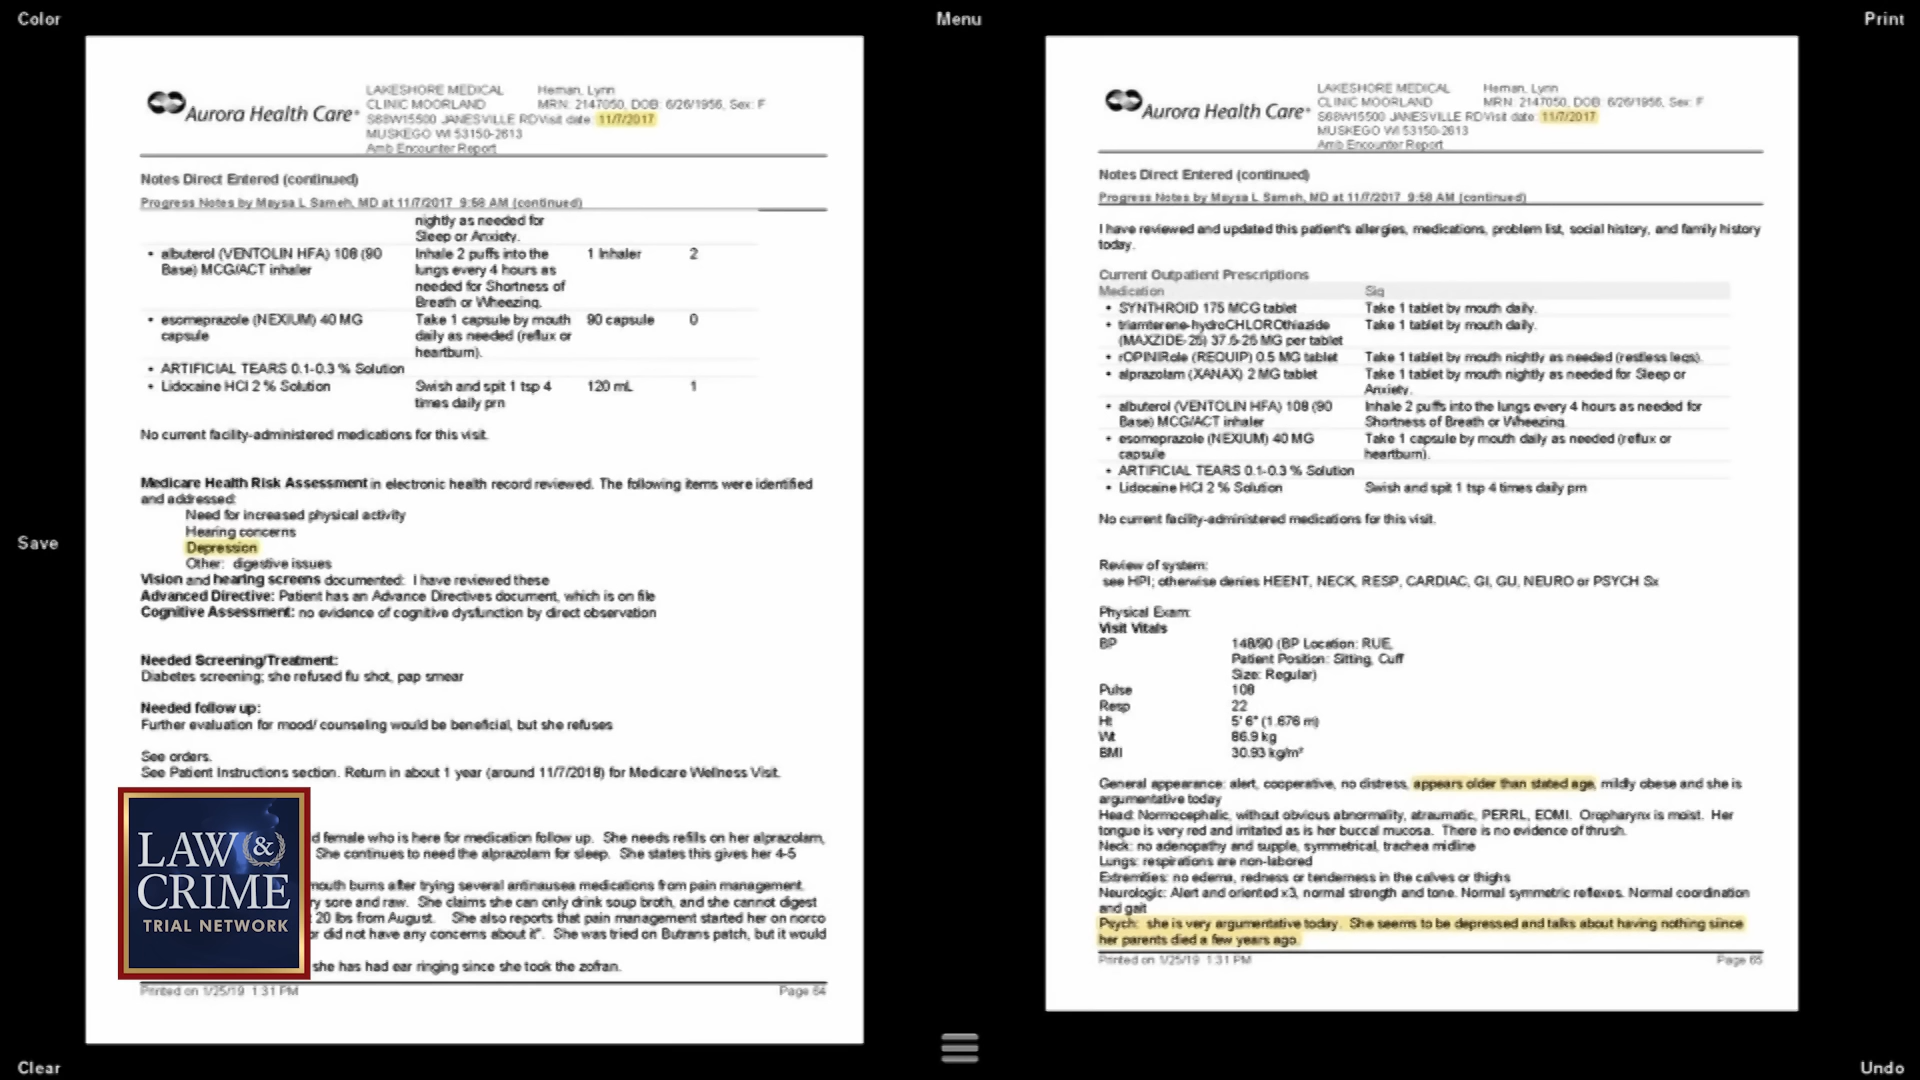 Color
Menu
Print
Save
Clear
Undo
Aurora Health Care
LAKESHORE MEDICAL
CLINIC MOORLAND
S68W15500 JANESVILLE RD
MUSKEGO WI 53150-2613
Amb Encounter Report
Heman, Lynn
MRN: 2147050, DOB: 6/26/1956, Sex: F
Visit date: 11/7/2017
Notes Direct Entered (continued)
Progress Notes by Maysa L Sameh, MD at 11/7/2017 9:58 AM (continued)
nightly as needed for
Sleep or Anxiety.
• albuterol (VENTOLIN HFA) 108 (90 Inhale 2 puffs into the 1 Inhaler 2
Base) MCG/ACT inhaler lungs every 4 hours as
needed for Shortness of
Breath or Wheezing.
• esomeprazole (NEXIUM) 40 MG Take 1 capsule by mouth 90 capsule 0
capsule daily as needed (reflux or
heartburn).
• ARTIFICIAL TEARS 0.1-0.3 % Solution
• Lidocaine HCl 2 % Solution Swish and spit 1 tsp 4 120 mL 1
times daily prn
No current facility-administered medications for this visit.
Medicare Health Risk Assessment in electronic health record reviewed. The following items were identified
and addressed:
Need for increased physical activity
Hearing concerns
Depression
Other: digestive issues
Vision and hearing screens documented: I have reviewed these
Advanced Directive: Patient has an Advance Directives document, which is on file
Cognitive Assessment: no evidence of cognitive dysfunction by direct observation
Needed Screening/Treatment:
Diabetes screening; she refused flu shot, pap smear
Needed follow up:
Further evaluation for mood/ counseling would be beneficial, but she refuses
See orders.
See Patient Instructions section. Return in about 1 year (around 11/7/2018) for Medicare Wellness Visit.
female who is here for medication follow up. She needs refills on her alprazolam,
She continues to need the alprazolam for sleep. She states this gives her 4-5
mouth burns after trying several antinausea medications from pain management.
sore and raw. She claims she can only drink soup broth, and she cannot digest
20 lbs from August. She also reports that pain management started her on norco
did not have any concerns about it". She was tried on Butrans patch, but it would
she has had ear ringing since she took the zofran.
Printed on 1/25/19 1:31 PM Page 64
LAW &
CRIME
TRIAL NETWORK
Aurora Health Care
LAKESHORE MEDICAL
CLINIC MOORLAND
S68W15500 JANESVILLE RD
MUSKEGO WI 53150-2613
Amb Encounter Report
Heman, Lynn
MRN: 2147050, DOB: 6/26/1956, Sex: F
Visit date: 11/7/2017
Notes Direct Entered (continued)
Progress Notes by Maysa L Sameh, MD at 11/7/2017 9:58 AM (continued)
I have reviewed and updated this patient's allergies, medications, problem list, social history, and family history
today.
Current Outpatient Prescriptions
Medication Sig
• SYNTHROID 175 MCG tablet Take 1 tablet by mouth daily.
• triamterene-hydroCHLOROthiazide Take 1 tablet by mouth daily.
(MAXZIDE-25) 37.5-25 MG per tablet
• rOPINIRole (REQUIP) 0.5 MG tablet Take 1 tablet by mouth nightly as needed (restless legs).
• alprazolam (XANAX) 2 MG tablet Take 1 tablet by mouth nightly as needed for Sleep or
Anxiety.
• albuterol (VENTOLIN HFA) 108 (90 Inhale 2 puffs into the lungs every 4 hours as needed for
Base) MCG/ACT inhaler Shortness of Breath or Wheezing.
• esomeprazole (NEXIUM) 40 MG Take 1 capsule by mouth daily as needed (reflux or
capsule heartburn).
• ARTIFICIAL TEARS 0.1-0.3 % Solution
• Lidocaine HCl 2 % Solution Swish and spit 1 tsp 4 times daily prn
No current facility-administered medications for this visit.
Review of system:
see HPI; otherwise denies HEENT, NECK, RESP, CARDIAC, GI, GU, NEURO or PSYCH Sx
Physical Exam:
Visit Vitals
BP 148/90 (BP Location: RUE,
Patient Position: Sitting, Cuff
Size: Regular)
Pulse 108
Resp 22
Ht 5' 6" (1.676 m)
Wt 86.9 kg
BMI 30.93 kg/m²
General appearance: alert, cooperative, no distress, appears older than stated age, mildly obese and she is
argumentative today
Head: Normocephalic, without obvious abnormality, atraumatic, PERRL, EOMI. Oropharynx is moist. Her
tongue is very red and irritated as is her buccal mucosa. There is no evidence of thrush.
Neck: no adenopathy and supple, symmetrical, trachea midline
Lungs: respirations are non-labored
Extremities: no edema, redness or tenderness in the calves or thighs
Neurologic: Alert and oriented x3, normal strength and tone. Normal symmetric reflexes. Normal coordination
and gait
Psych: she is very argumentative today. She seems to be depressed and talks about having nothing since
her parents died a few years ago.
Printed on 1/25/19 1:31 PM Page 65